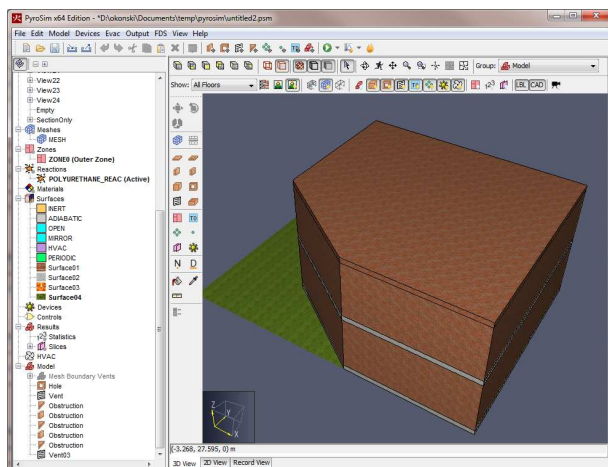 PyroSim x64 Edition - *D:\okonski\Documents\temp\pyrosim\untitled2.psm
File Edit Model Devices Evac Output FDS View Help
Group: Model
Show: All Floors
LBL CAD
View22
View23
View24
Empty
SectionOnly
Meshes
MESH
Zones
ZONE0 (Outer Zone)
Reactions
POLYURETHANE_REAC (Active)
Materials
Surfaces
INERT
ADIABATIC
OPEN
MIRROR
HVAC
PERIODIC
Surface01
Surface02
Surface03
Surface04
Devices
Controls
Results
Statistics
Slices
HVAC
Model
Mesh Boundary Vents
Hole
Vent
Obstruction
Obstruction
Obstruction
Obstruction
Obstruction
Vent03
N D
Z
Y
X
(-3.268, 27.595, 0) m
3D View 2D View Record View